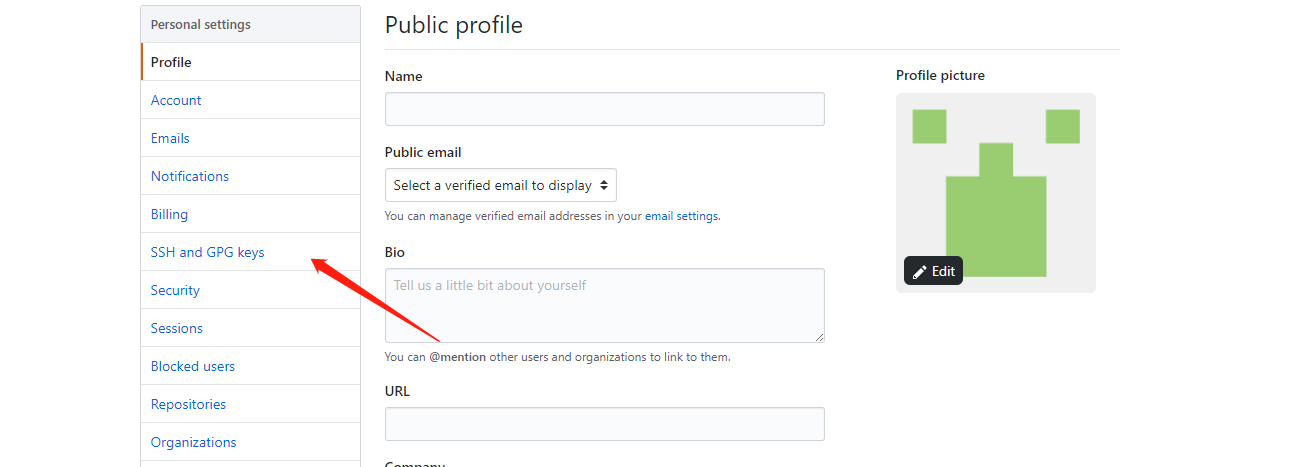 Personal settings
Profile
Account
Emails
Notifications
Billing
SSH and GPG keys
Security
Sessions
Blocked users
Repositories
Organizations
Public profile
Name
Public email
Select a verified email to display
You can manage verified email addresses in your email settings.
Bio
Tell us a little bit about yourself
You can @mention other users and organizations to link to them.
URL
Company
Profile picture
Edit